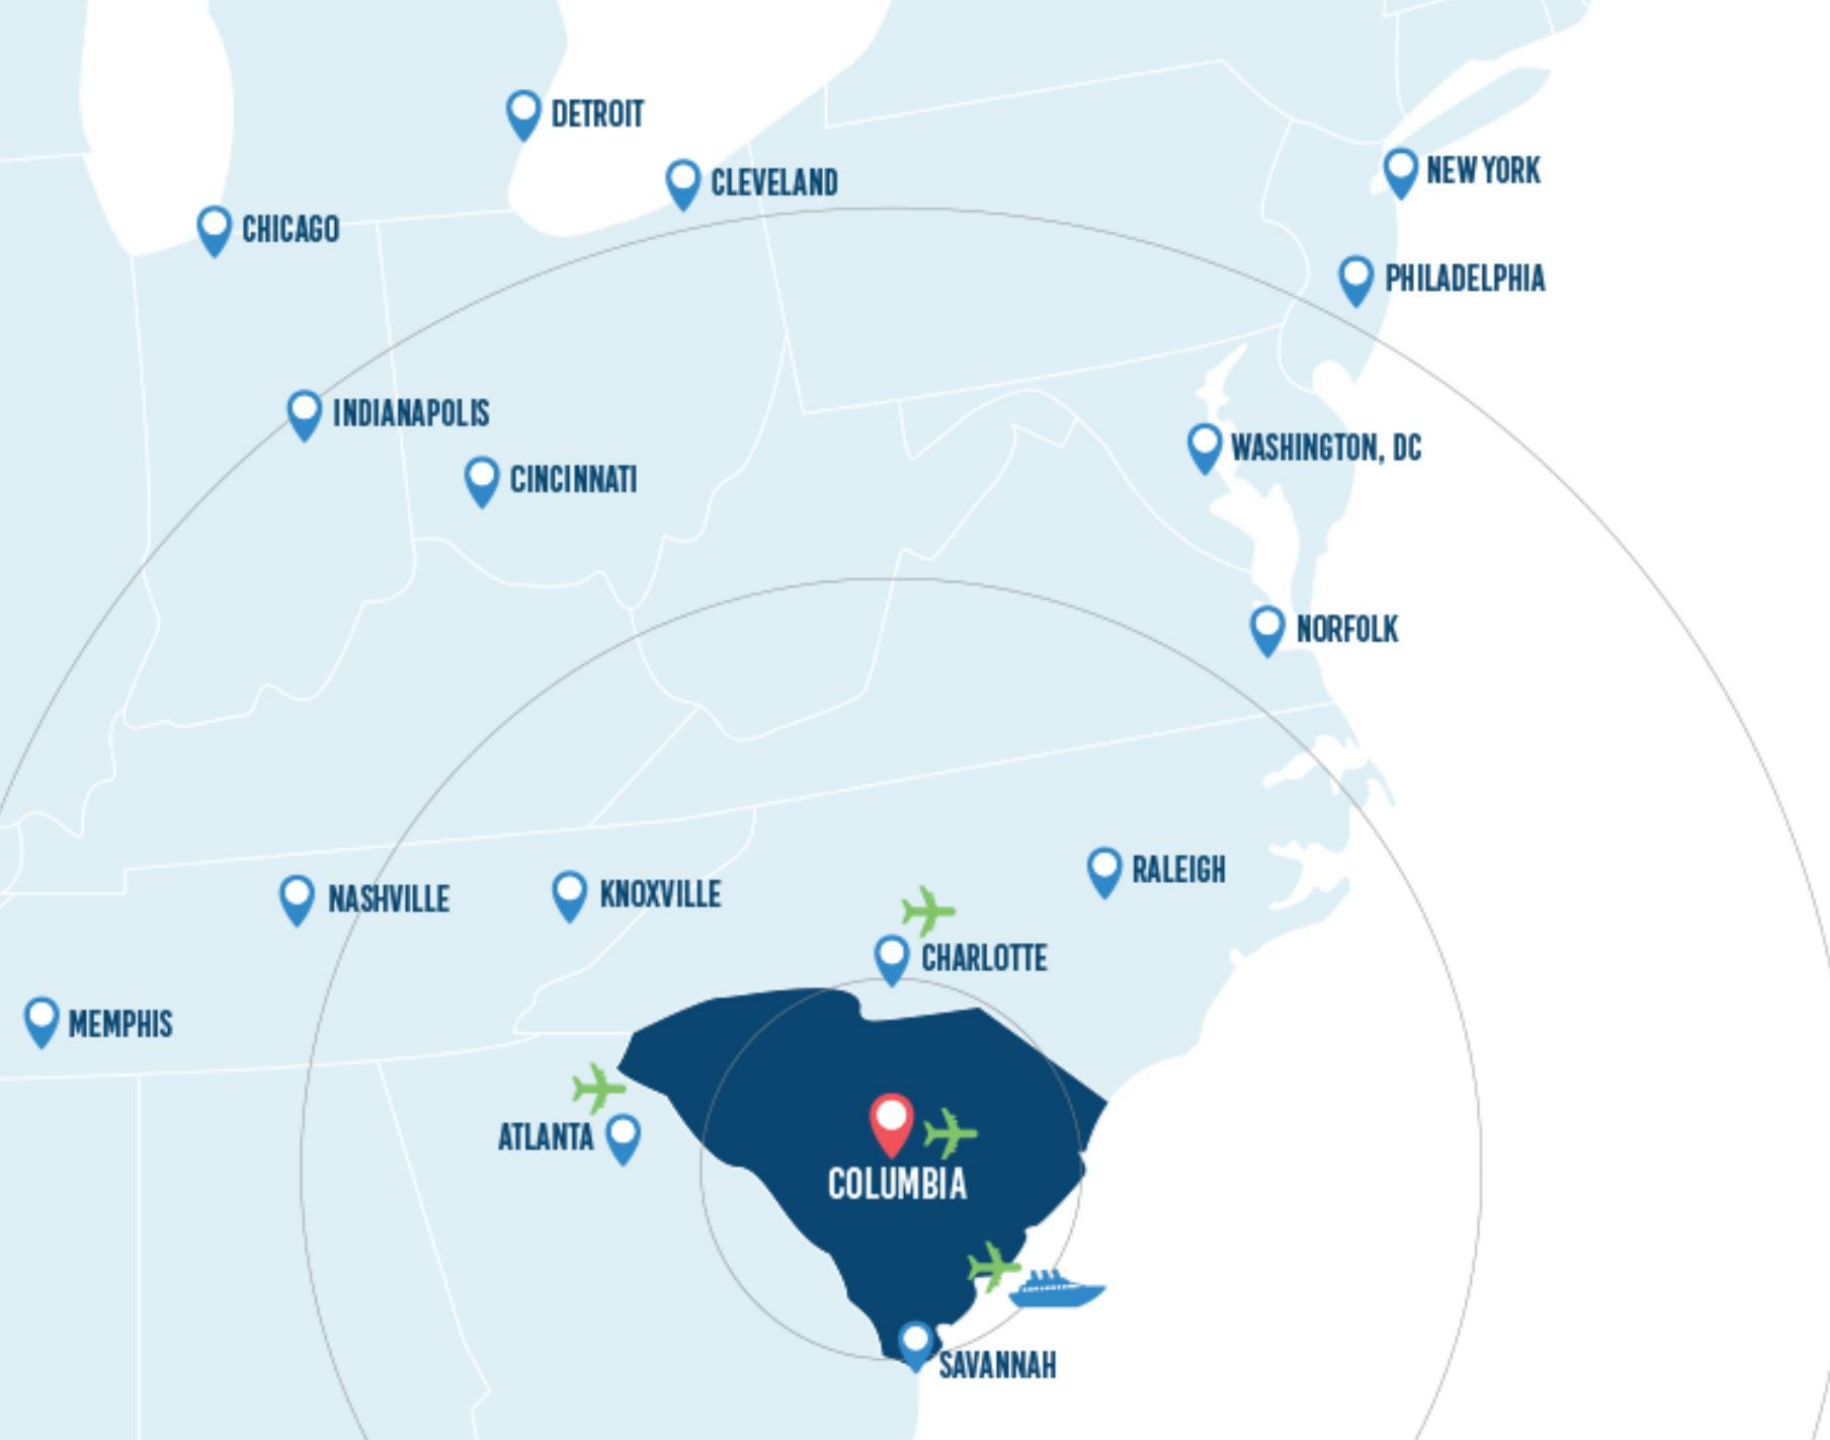 DETROIT
NEW YORK
CLEVELAND
CHICAGO
PHILADELPHIA
INDIANAPOLIS
WASHINGTON, DC
CINCINNATI
NORFOLK
RALEIGH
KNOXVILLE
NASHVILLE
CHARLOTTE
MEMPHIS
ATLANTA
COLUMBIA
SAVANNAH